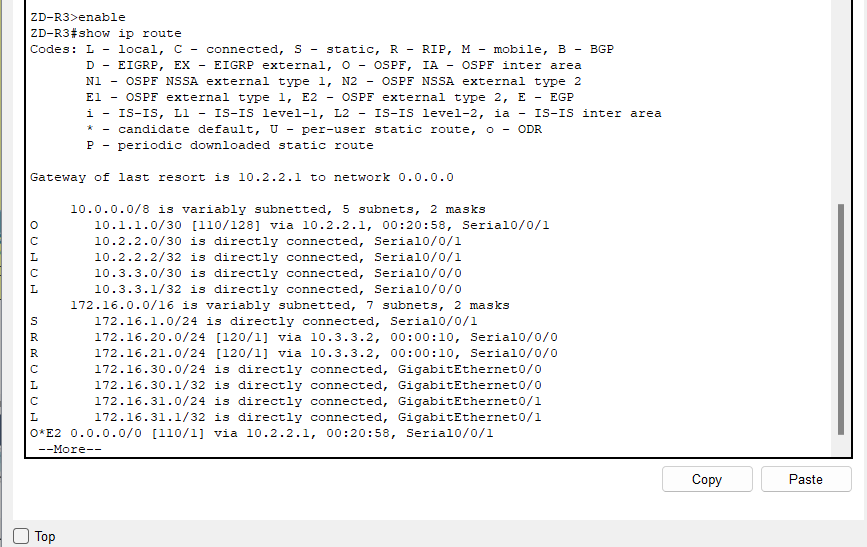 ZD-R3>enable
ZD-R3#show ip route
Codes: L - local, C - connected, S - static, R - RIP, M - mobile, B - BGP
       D - EIGRP, EX - EIGRP external, O - OSPF, IA - OSPF inter area
       N1 - OSPF NSSA external type 1, N2 - OSPF NSSA external type 2
       E1 - OSPF external type 1, E2 - OSPF external type 2, E - EGP
       i - IS-IS, L1 - IS-IS level-1, L2 - IS-IS level-2, ia - IS-IS inter area
       * - candidate default, U - per-user static route, o - ODR
       P - periodic downloaded static route
Gateway of last resort is 10.2.2.1 to network 0.0.0.0
     10.0.0.0/8 is variably subnetted, 5 subnets, 2 masks
O       10.1.1.0/30 [110/128] via 10.2.2.1, 00:20:58, Serial0/0/1
C       10.2.2.0/30 is directly connected, Serial0/0/1
L       10.2.2.2/32 is directly connected, Serial0/0/1
C       10.3.3.0/30 is directly connected, Serial0/0/0
L       10.3.3.1/32 is directly connected, Serial0/0/0
     172.16.0.0/16 is variably subnetted, 7 subnets, 2 masks
S       172.16.1.0/24 is directly connected, Serial0/0/1
R       172.16.20.0/24 [120/1] via 10.3.3.2, 00:00:10, Serial0/0/0
R       172.16.21.0/24 [120/1] via 10.3.3.2, 00:00:10, Serial0/0/0
C       172.16.30.0/24 is directly connected, GigabitEthernet0/0
L       172.16.30.1/32 is directly connected, GigabitEthernet0/0
C       172.16.31.0/24 is directly connected, GigabitEthernet0/1
L       172.16.31.1/32 is directly connected, GigabitEthernet0/1
O*E2 0.0.0.0/0 [110/1] via 10.2.2.1, 00:20:58, Serial0/0/1
 --More--
Copy Paste
Top